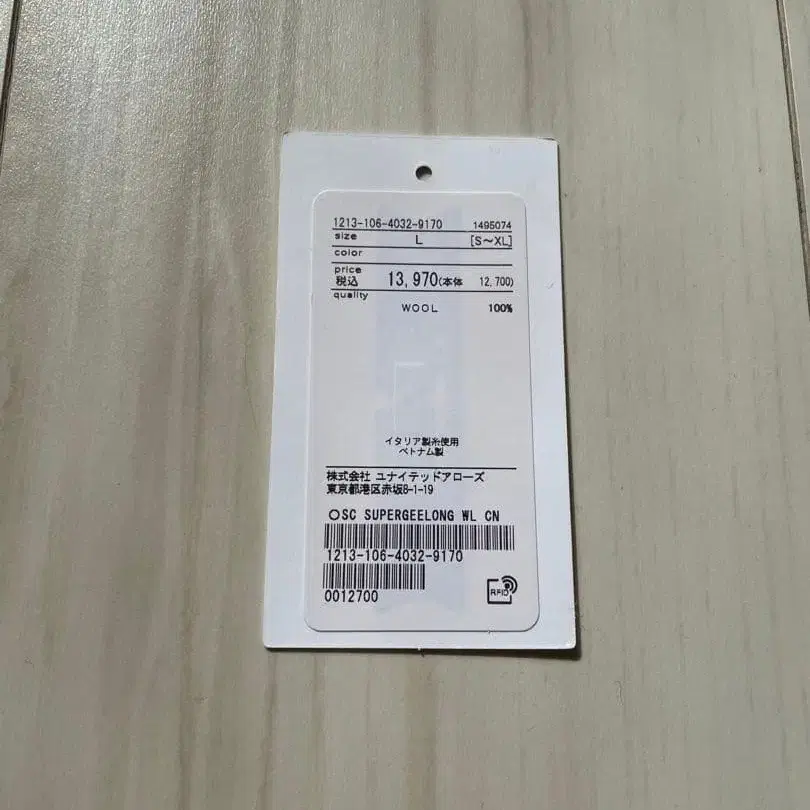 1213-106-4032-9170 1495074
size L [S～XL]
color
price
税込 13,970(本体 12,700)
quality
WOOL 100%
イタリア製糸使用
ベトナム製
株式会社 ユナイテッドアローズ
東京都港区赤坂8-1-19
○SC SUPERGEELONG WL CN
1213-106-4032-9170
0012700
RFID